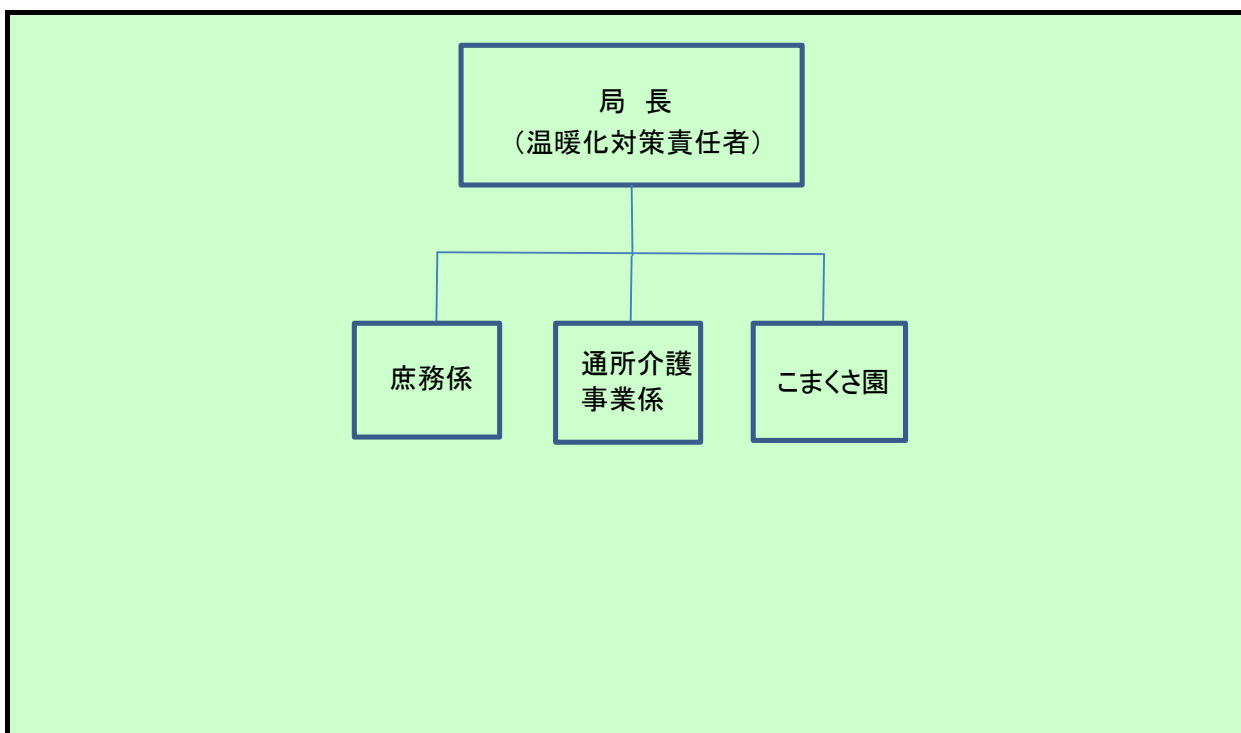 局 長
（温暖化対策責任者）
庶務係
通所介護
事業係
こまくさ園